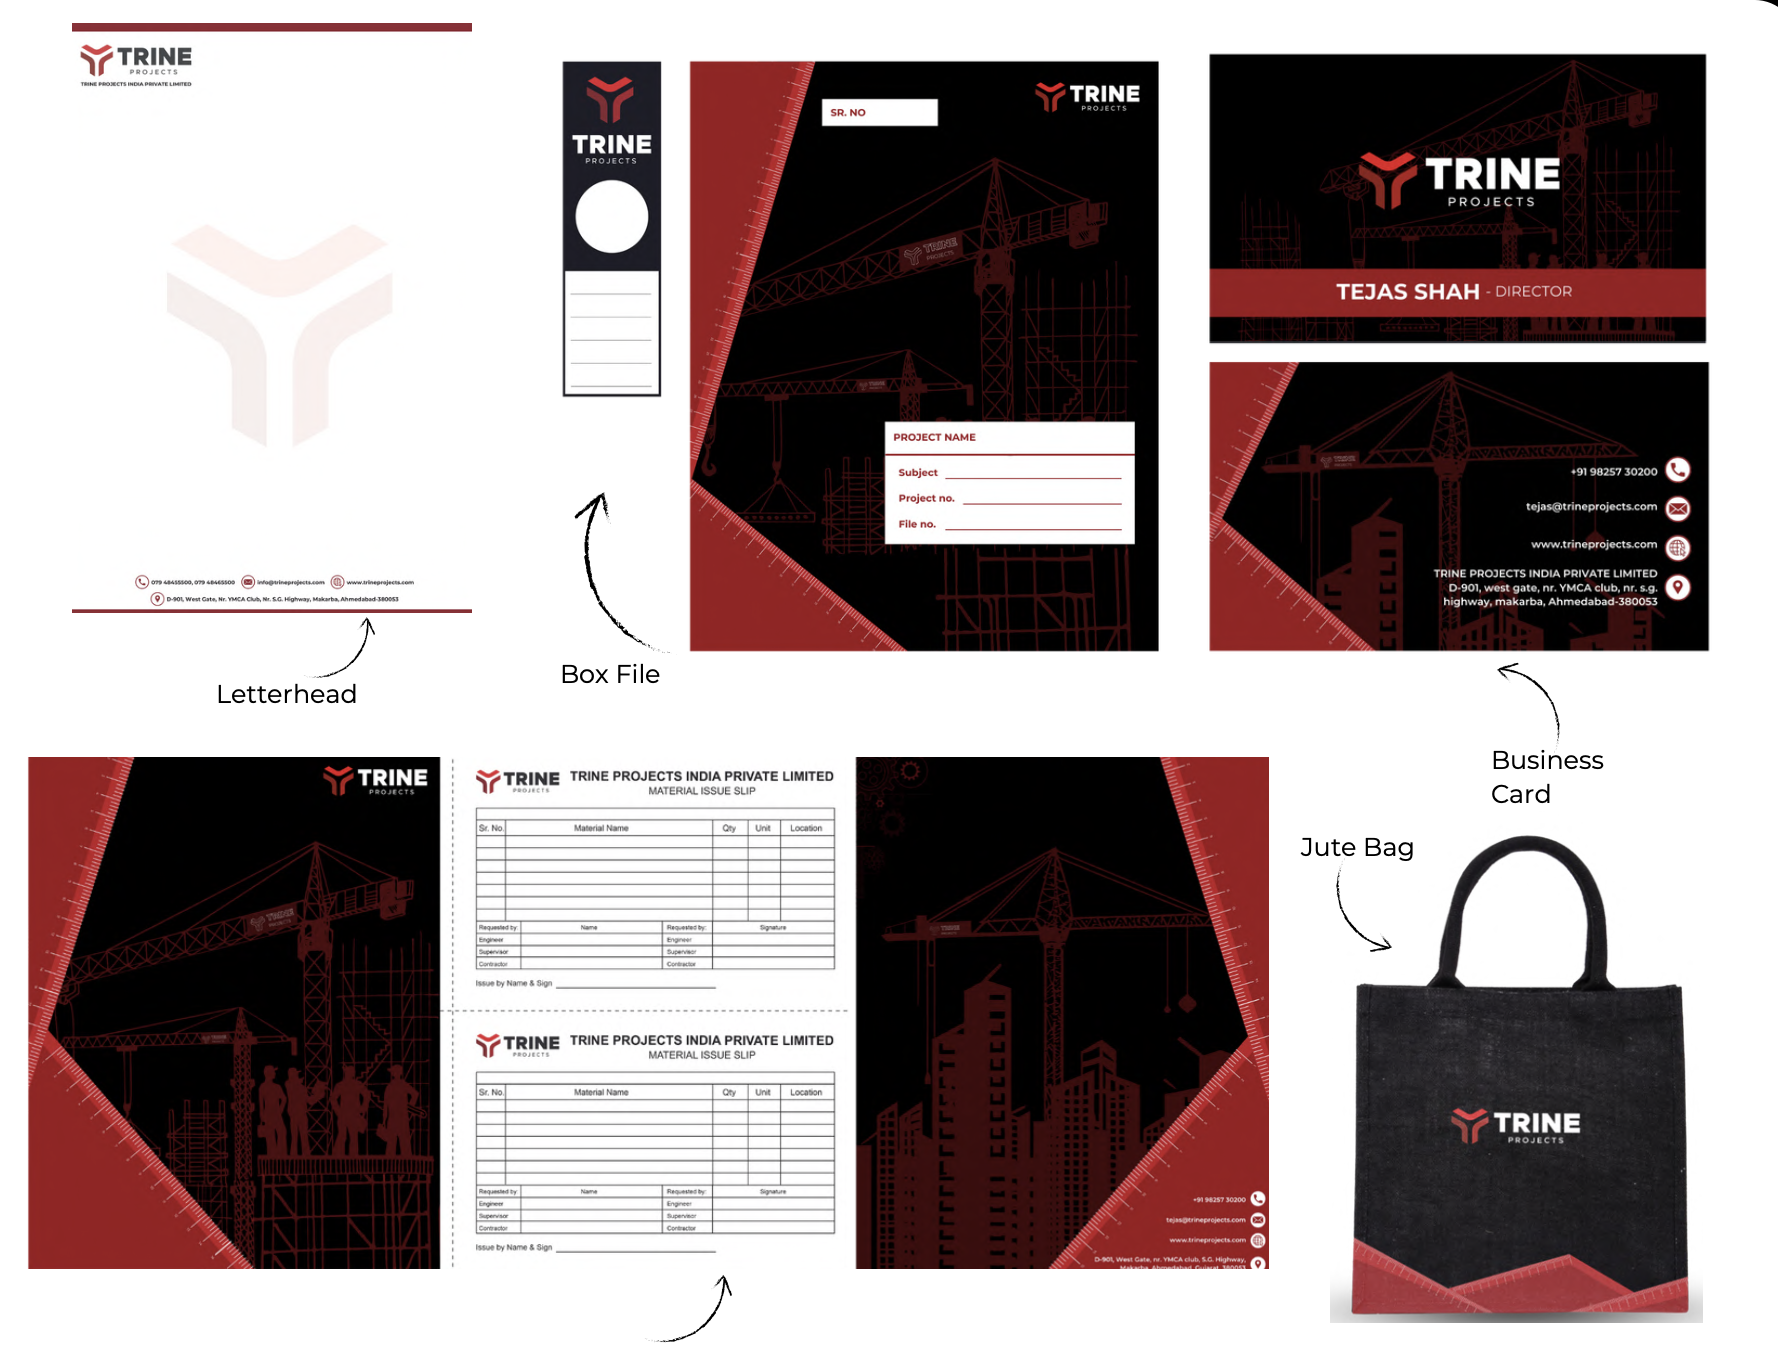 TRINE
PROJECTS
TRINE PROJECTS INDIA PRIVATE LIMITED
079 48455500, 079 48465500 info@trineprojects.com www.trineprojects.com
D-901, West Gate, Nr. YMCA Club, Nr. S.G. Highway, Makarba, Ahmedabad-380053
Letterhead
TRINE
PROJECTS
Box File
SR. NO
TRINE
PROJECTS
TRINE
PROJECTS
TRINE
PROJECT NAME
Subject
Project no.
File no.
TRINE
PROJECTS
TEJAS SHAH - DIRECTOR
+91 98257 30200
tejas@trineprojects.com
www.trineprojects.com
TRINE PROJECTS INDIA PRIVATE LIMITED
D-901, west gate, nr. YMCA club, nr. s.g.
highway, makarba, Ahmedabad-380053
Business
Card
TRINE
PROJECTS
TRINE
TRINE
PROJECTS
TRINE PROJECTS INDIA PRIVATE LIMITED
MATERIAL ISSUE SLIP
Sr. No. Material Name Qty Unit Location
Requested by: Name Requested by: Signature
Engineer Engineer
Supervisor Supervisor
Contractor Contractor
Issue by Name & Sign
TRINE
PROJECTS
TRINE PROJECTS INDIA PRIVATE LIMITED
MATERIAL ISSUE SLIP
Sr. No. Material Name Qty Unit Location
Requested by: Name Requested by: Signature
Engineer Engineer
Supervisor Supervisor
Contractor Contractor
Issue by Name & Sign
+91 98257 30200
tejas@trineprojects.com
www.trineprojects.com
D-901, West Gate, nr. YMCA club, S.G. Highway,
Makarba, Ahmedabad, Gujarat, 380053
Jute Bag
TRINE
PROJECTS